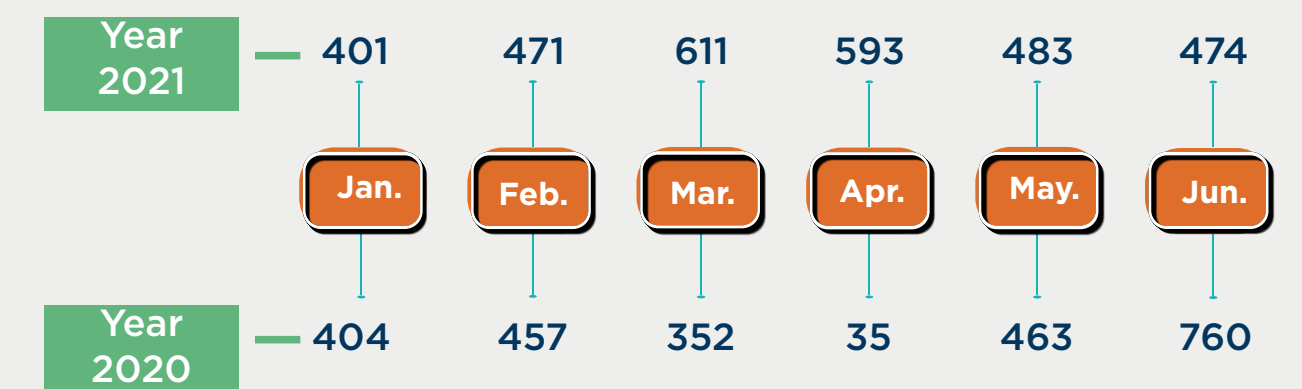 Year
2021
401 471 611 593 483 474
Jan. Feb. Mar. Apr. May. Jun.
Year
2020
404 457 352 35 463 760